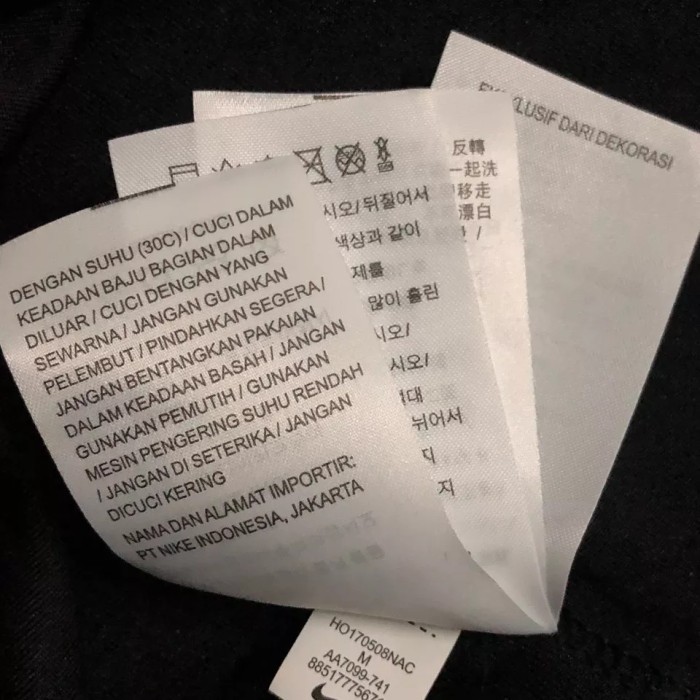 DENGAN SUHU (30C) / CUCI DALAM
KEADAAN BAJU BAGIAN DALAM
DILUAR / CUCI DENGAN YANG
SEWARNA / JANGAN GUNAKAN
PELEMBUT / PINDAHKAN SEGERA /
JANGAN BENTANGKAN PAKAIAN
DALAM KEADAAN BASAH / JANGAN
GUNAKAN PEMUTIH / GUNAKAN
MESIN PENGERING SUHU RENDAH
/ JANGAN DI SETERIKA / JANGAN
DICUCI KERING
NAMA DAN ALAMAT IMPORTIR:
PT NIKE INDONESIA, JAKARTA
시오/뒤집어서
색상과 같이
제를
많이 흘린
시오/
시오/
대
뉘어서
지
지
反轉
一起洗
移走
漂白
/
LUSIF DARI DEKORASI
HO170508NAC
M
AA7099-741
8851777567